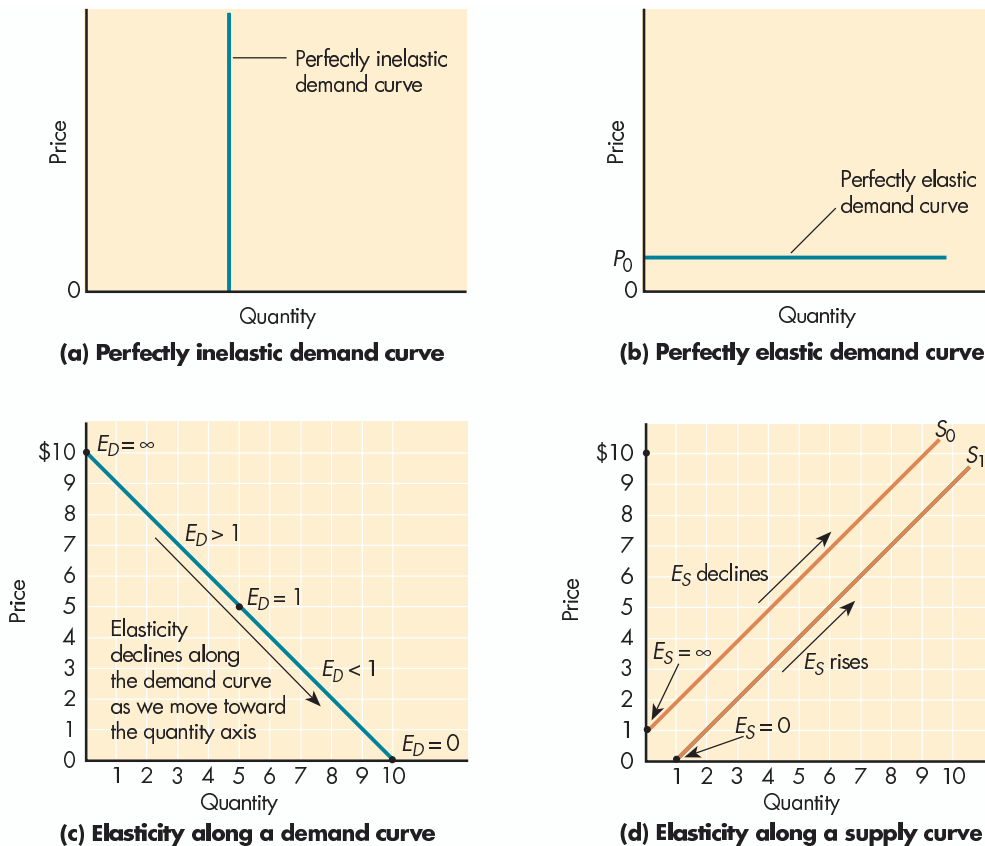 Price
Perfectly inelastic
demand curve
0
Quantity
(a) Perfectly inelastic demand curve
Price
Perfectly elastic
demand curve
P0
0
Quantity
(b) Perfectly elastic demand curve
Price
$10
9
8
7
6
5
4
3
2
1
0
ED = ∞
ED > 1
ED = 1
ED < 1
ED = 0
Elasticity
declines along
the demand curve
as we move toward
the quantity axis
1 2 3 4 5 6 7 8 9 10
Quantity
(c) Elasticity along a demand curve
Price
$10
9
8
7
6
5
4
3
2
1
0
S0
S1
ES declines
ES = ∞
ES rises
ES = 0
1 2 3 4 5 6 7 8 9 10
Quantity
(d) Elasticity along a supply curve